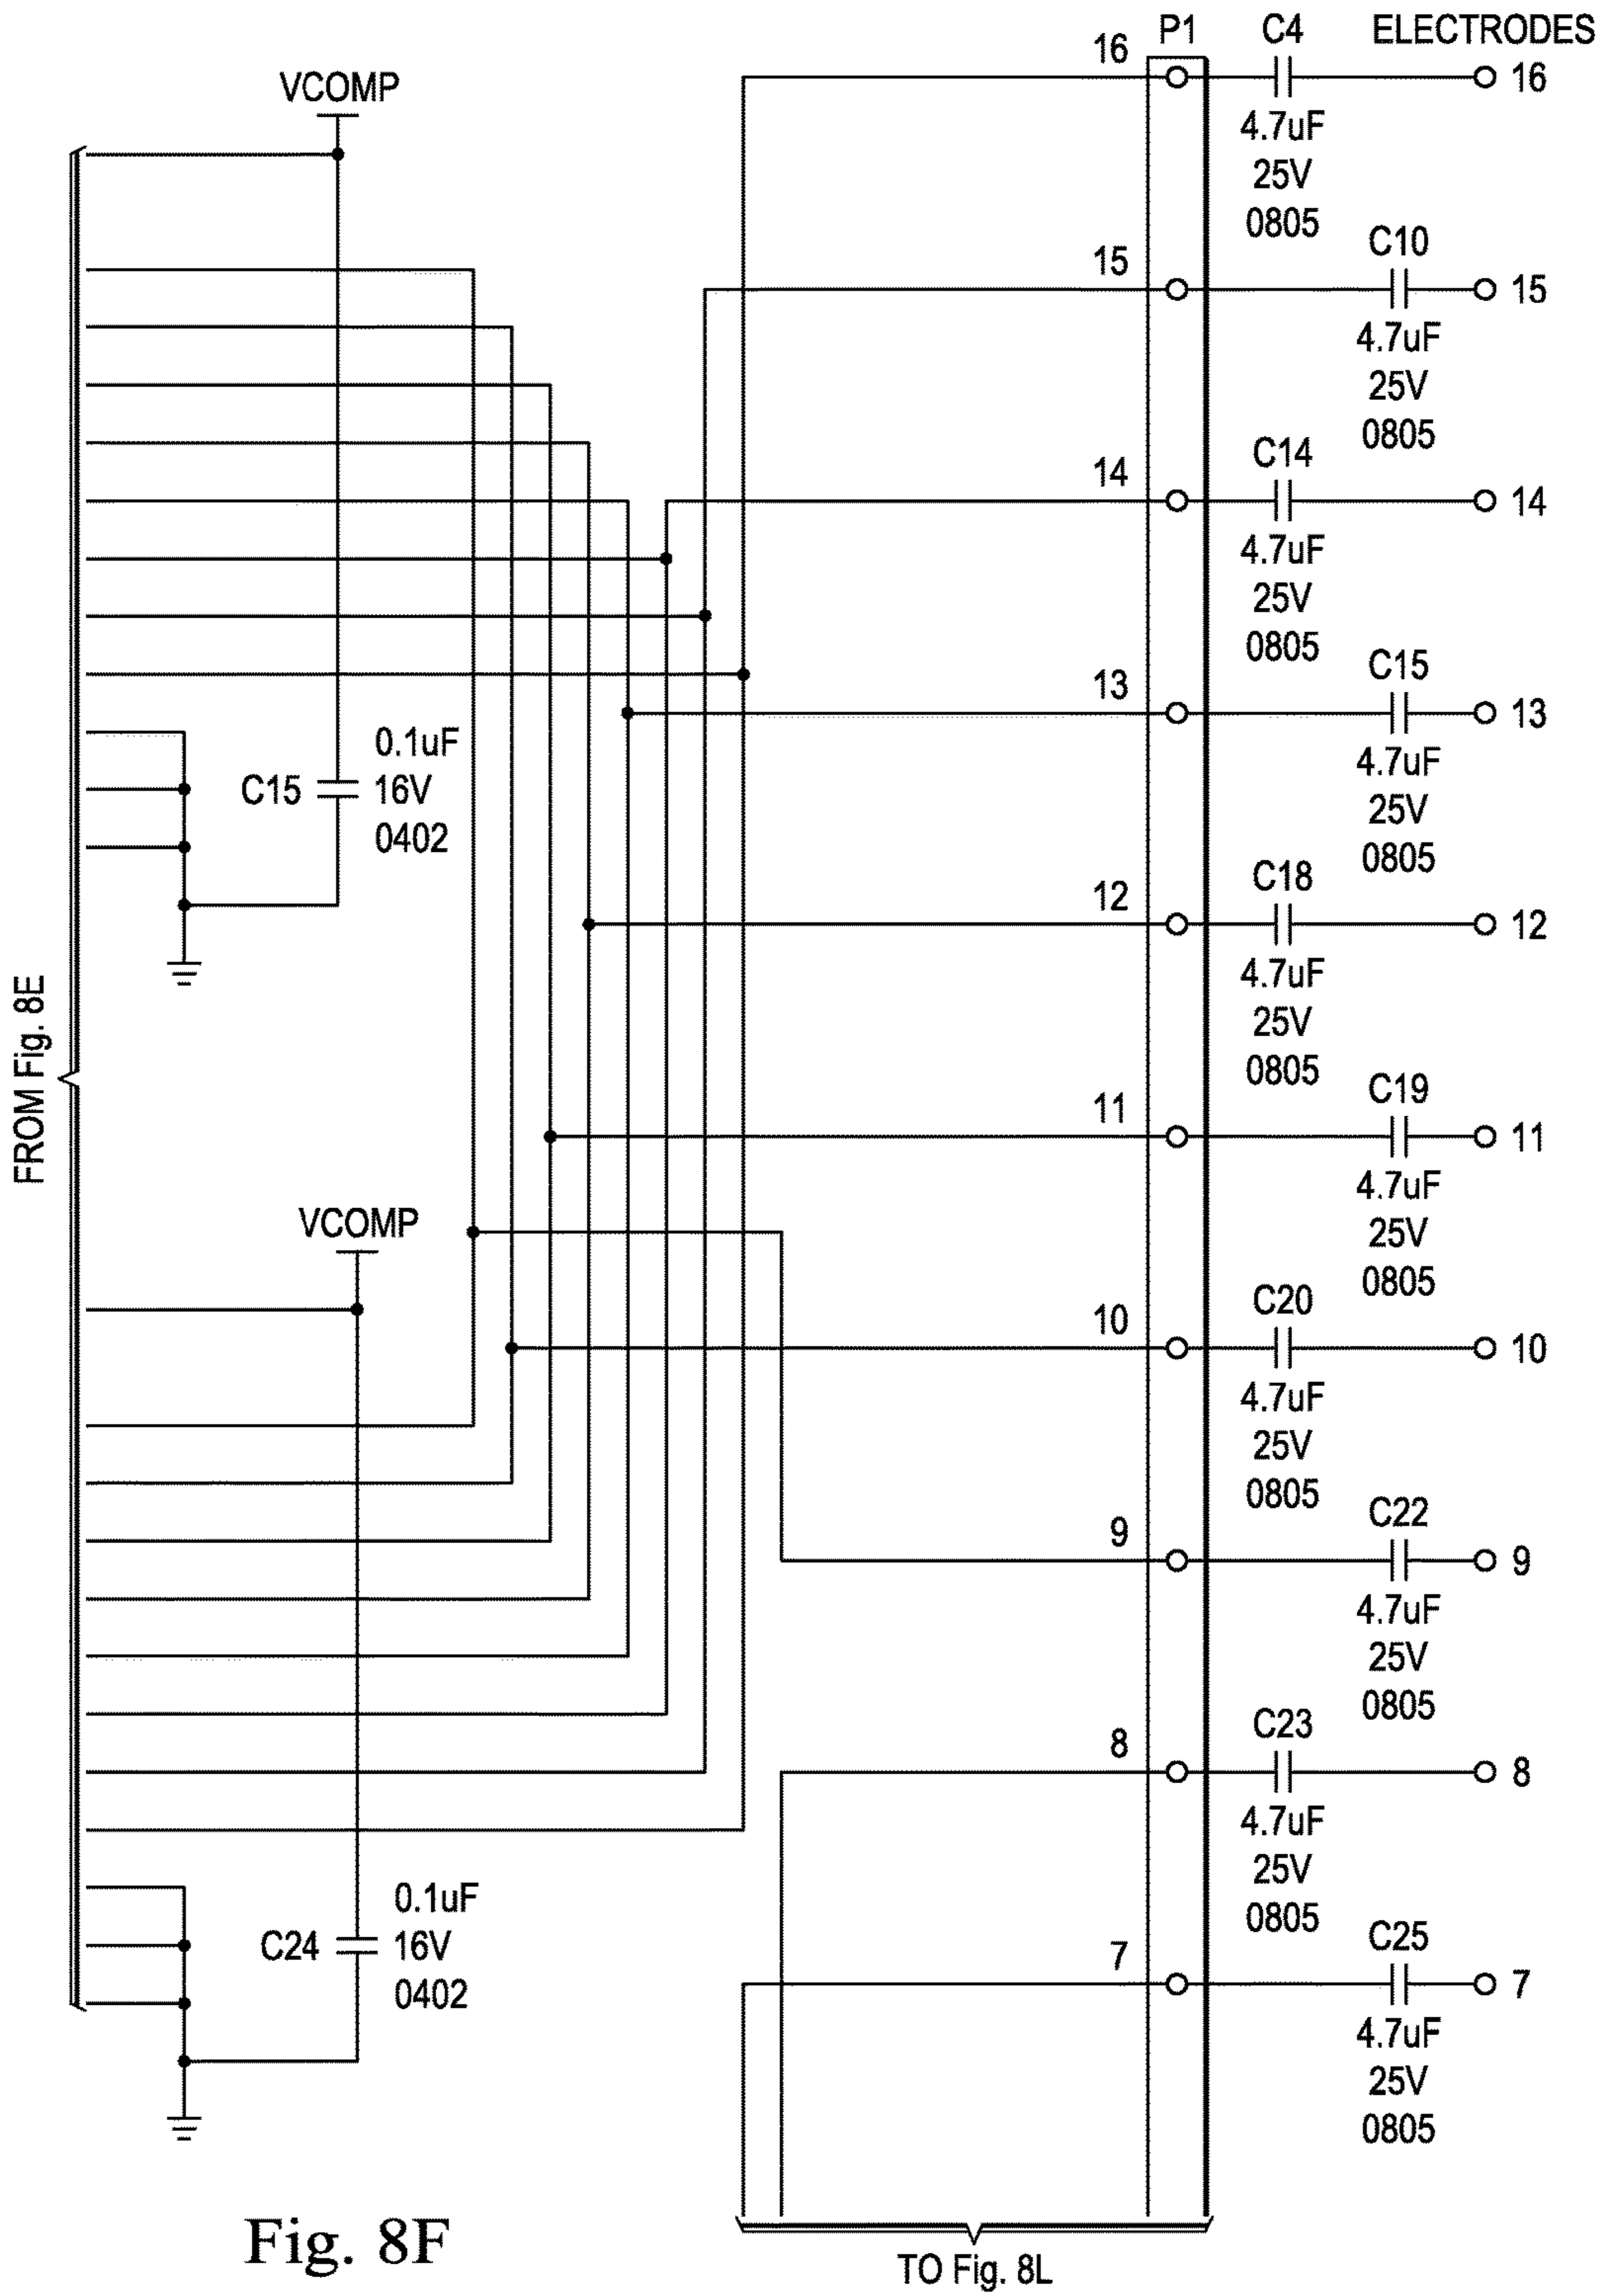 P1 C4 ELECTRODES
16 16
VCOMP
4.7uF
25V
0805
C10
15 15
4.7uF
25V
0805
C14
14 14
4.7uF
25V
0805
C15
13 13
4.7uF
25V
0805
0.1uF
C15 16V
0402
C18
12 12
4.7uF
25V
0805
FROM Fig. 8E
C19
11 11
4.7uF
25V
0805
VCOMP
C20
10 10
4.7uF
25V
0805
C22
9 9
4.7uF
25V
0805
C23
8 8
4.7uF
25V
0805
0.1uF
C24 16V
0402
C25
7 7
4.7uF
25V
0805
Fig. 8F
TO Fig. 8L